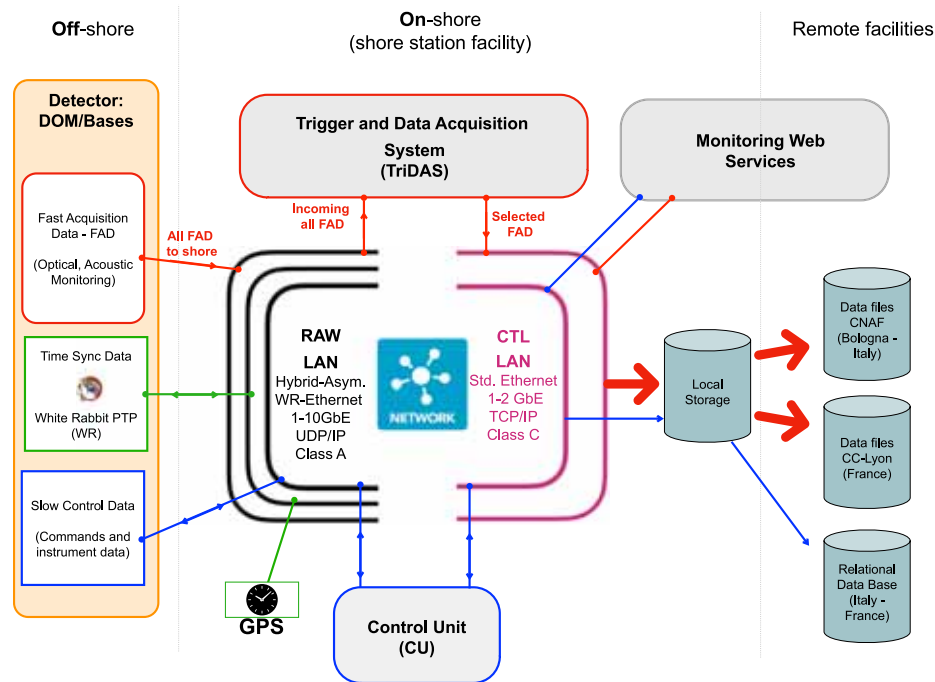 Off-shore
On-shore
(shore station facility)
Remote facilities
Detector:
DOM/Bases
Fast Acquisition
Data - FAD
(Optical, Acoustic
Monitoring)
All FAD
to shore
Time Sync Data
White Rabbit PTP
(WR)
Slow Control Data
(Commands and
instrument data)
Trigger and Data Acquisition
System
(TriDAS)
Incoming
all FAD
Selected
FAD
Monitoring Web
Services
RAW
LAN
Hybrid-Asym.
WR-Ethernet
1-10GbE
UDP/IP
Class A
NETWORK
CTL
LAN
Std. Ethernet
1-2 GbE
TCP/IP
Class C
GPS
Control Unit
(CU)
Local
Storage
Data files
CNAF
(Bologna -
Italy)
Data files
CC-Lyon
(France)
Relational
Data Base
(Italy -
France)